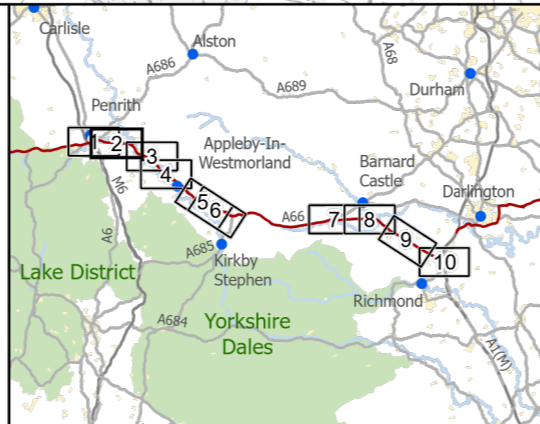 Carlisle
Alston
A686
A689
A68
Durham
Penrith
Appleby-In-
Westmorland
Barnard
Castle
Darlington
1
2
3
4
5
6
7
8
9
10
M6
A6
A66
A685
Kirkby
Stephen
Lake District
Richmond
A684
Yorkshire
Dales
A1(M)